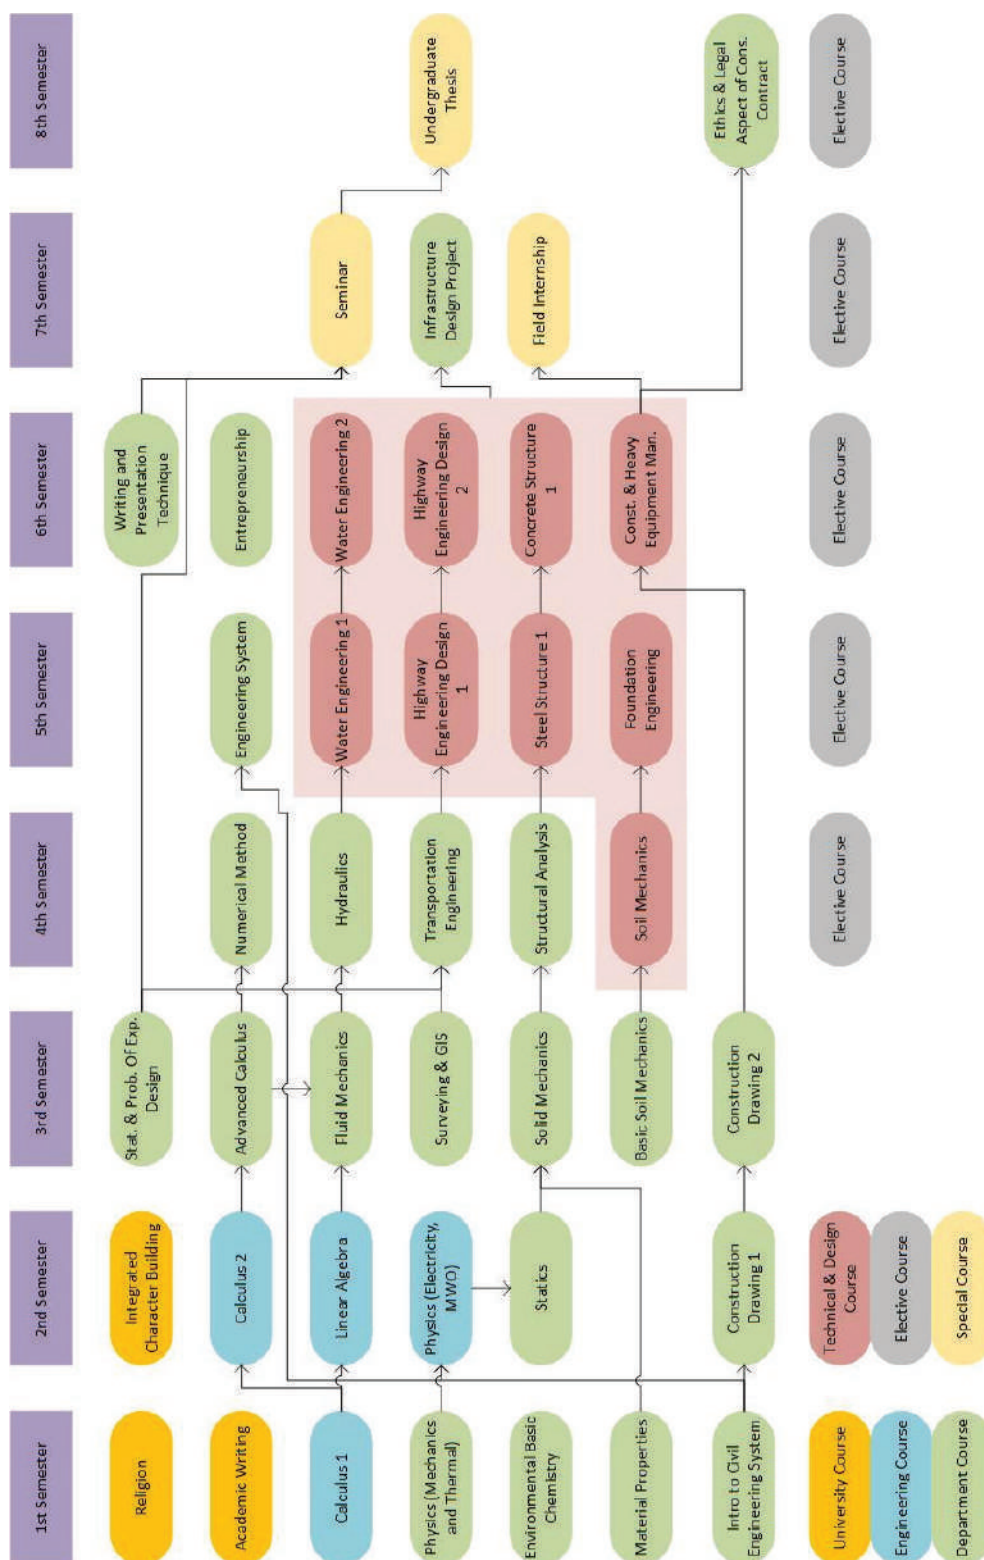 1st Semester
2nd Semester
3rd Semester
4th Semester
5th Semester
6th Semester
7th Semester
8th Semester
Religion
Integrated
Character Building
Stat. & Prob. Of Exp.
Design
Writing and
Presentation
Technique
Academic Writing
Calculus 2
Advanced Calculus
Numerical Method
Engineering System
Entrepreneurship
Calculus 1
Linear Algebra
Fluid Mechanics
Hydraulics
Water Engineering 1
Water Engineering 2
Seminar
Physics (Mechanics
and Thermal)
Physics (Electricity,
MWO)
Surveying & GIS
Transportation
Engineering
Highway
Engineering Design
1
Highway
Engineering Design
2
Infrastructure
Design Project
Undergraduate
Thesis
Environmental Basic
Chemistry
Statics
Solid Mechanics
Structural Analysis
Steel Structure 1
Concrete Structure
1
Field Internship
Material Properties
Basic Soil Mechanics
Soil Mechanics
Foundation
Engineering
Const. & Heavy
Equipment Man.
Intro to Civil
Engineering System
Construction
Drawing 1
Construction
Drawing 2
Ethics & Legal
Aspect of Cons.
Contract
University Course
Technical & Design
Course
Elective Course
Elective Course
Elective Course
Elective Course
Elective Course
Engineering Course
Elective Course
Department Course
Special Course